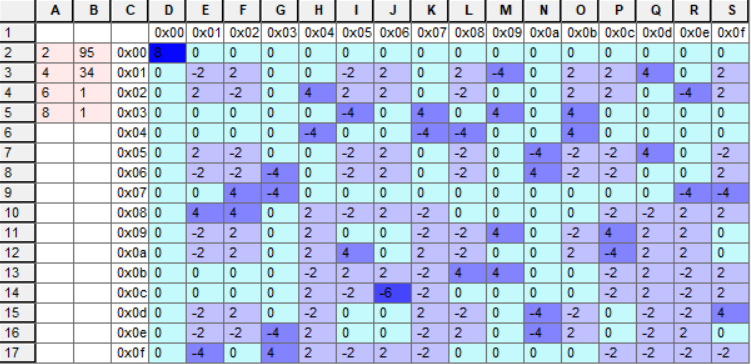 A B C D E F G H I J K L M N O P Q R S
1 0x00 0x01 0x02 0x03 0x04 0x05 0x06 0x07 0x08 0x09 0x0a 0x0b 0x0c 0x0d 0x0e 0x0f
2 2 95 0x00 8 0 0 0 0 0 0 0 0 0 0 0 0 0 0 0
3 4 34 0x01 0 -2 2 0 0 -2 2 0 2 -4 0 2 2 4 0 2
4 6 1 0x02 0 2 -2 0 4 2 2 0 -2 0 0 2 2 0 -4 2
5 8 1 0x03 0 0 0 0 0 -4 0 4 0 4 0 4 0 0 0 0
6 0x04 0 0 0 0 -4 0 0 -4 -4 0 0 4 0 0 0 0
7 0x05 0 2 -2 0 0 -2 2 0 -2 0 -4 -2 -2 4 0 -2
8 0x06 0 -2 -2 -4 0 -2 2 0 -2 0 4 -2 -2 0 0 2
9 0x07 0 0 4 -4 0 0 0 0 0 0 0 0 0 0 -4 -4
10 0x08 0 4 4 0 2 -2 2 -2 0 0 0 0 -2 -2 2 2
11 0x09 0 -2 2 0 2 0 0 -2 -2 4 0 -2 4 2 2 0
12 0x0a 0 -2 2 0 2 4 0 2 -2 0 0 2 -4 2 2 0
13 0x0b 0 0 0 0 -2 2 2 -2 4 4 0 0 -2 2 -2 2
14 0x0c 0 0 0 0 2 -2 -6 -2 0 0 0 0 -2 2 -2 2
15 0x0d 0 -2 2 0 2 0 0 2 -2 0 -4 -2 0 -2 -2 4
16 0x0e 0 -2 -2 -4 2 0 0 -2 2 0 -4 2 0 -2 2 0
17 0x0f 0 -4 0 4 2 -2 2 -2 0 0 0 0 -2 -2 -2 -2